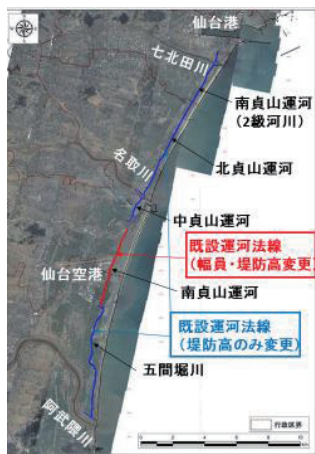 仙台港
七北田川
南貞山運河
(2級河川)
名取川
北貞山運河
中貞山運河
既設運河法線
(幅員・堤防高変更)
仙台空港
南貞山運河
既設運河法線
(堤防高のみ変更)
五間堀川
阿武隈川
行政区界